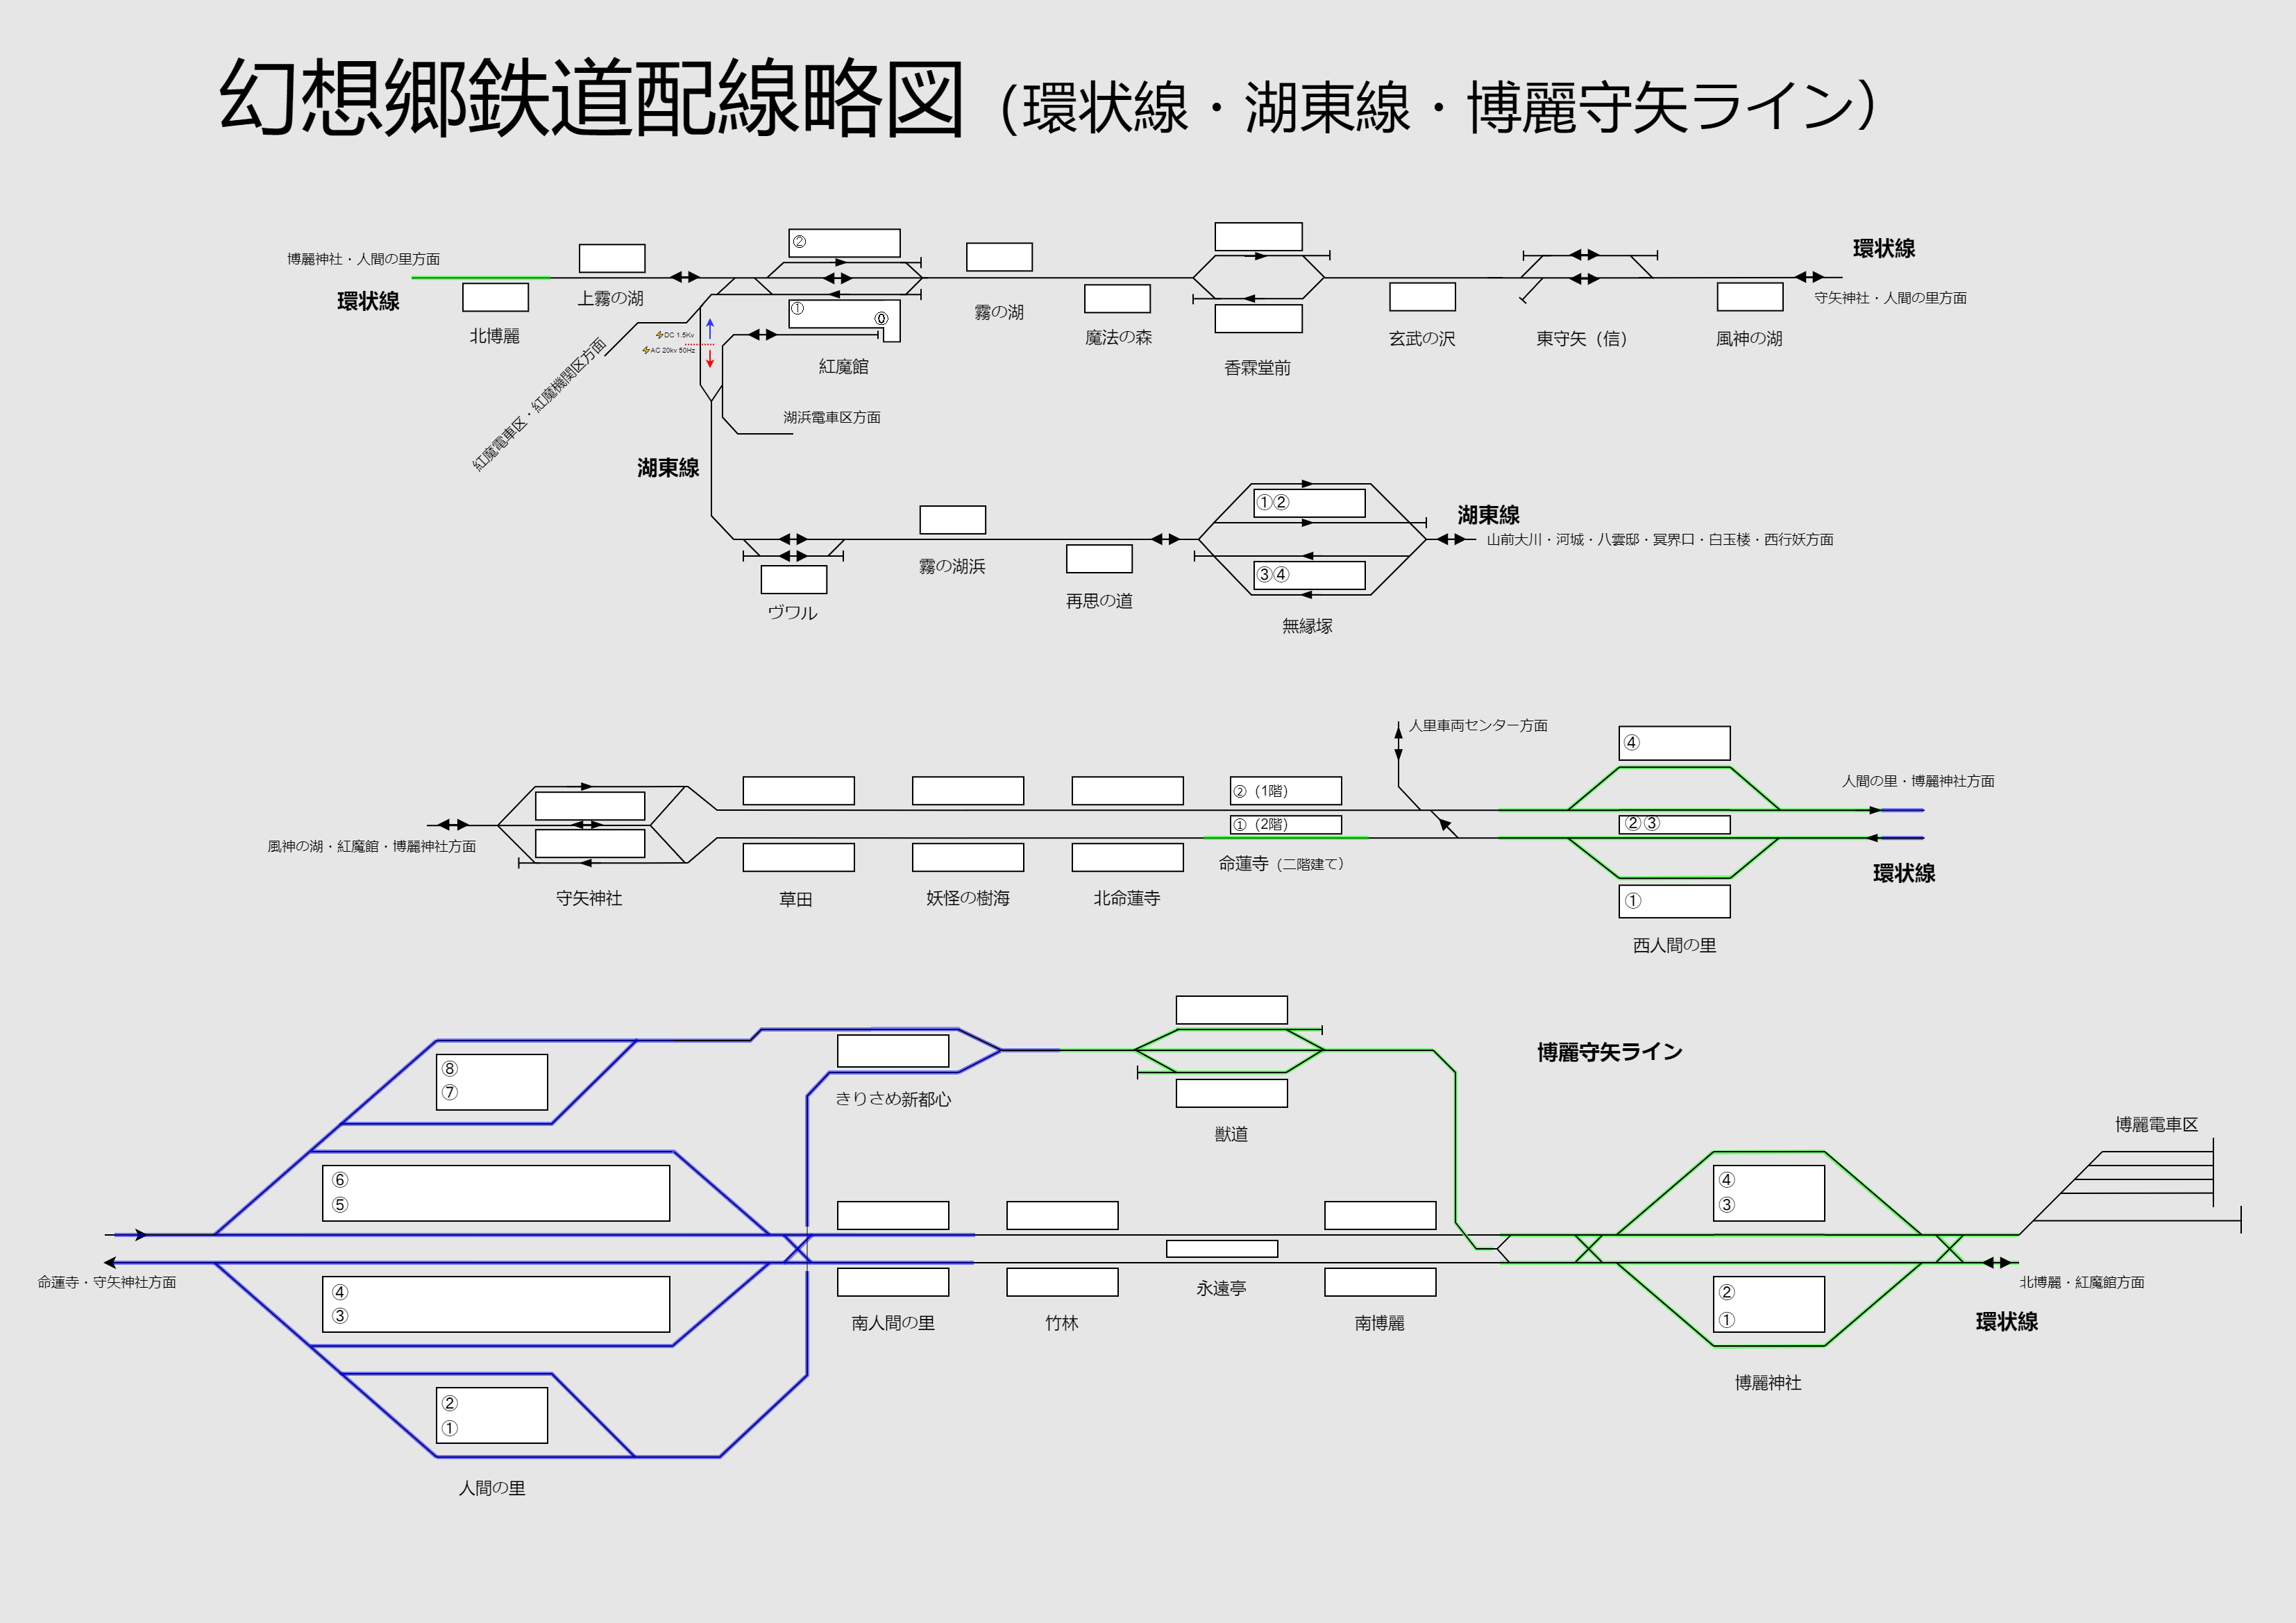 幻想郷鉄道配線略図（環状線・湖東線・博麗守矢ライン）
博麗神社・人間の里方面
環状線
北博麗
上霧の湖
②
①
⓪
紅魔館
⚡DC 1.5Kv
⚡AC 20kv 50Hz
紅魔電車区・紅魔機関区方面
湖浜電車区方面
霧の湖
魔法の森
香霖堂前
玄武の沢
東守矢（信）
風神の湖
環状線
守矢神社・人間の里方面
湖東線
ヴワル
霧の湖浜
再思の道
①②
③④
無縁塚
湖東線
山前大川・河城・八雲邸・冥界口・白玉楼・西行妖方面
風神の湖・紅魔館・博麗神社方面
守矢神社
草田
妖怪の樹海
北命蓮寺
②（1階）
①（2階）
命蓮寺（二階建て）
人里車両センター方面
④
②③
①
西人間の里
人間の里・博麗神社方面
環状線
⑧
⑦
⑥
⑤
④
③
②
①
人間の里
命蓮寺・守矢神社方面
きりさめ新都心
獣道
博麗守矢ライン
南人間の里
竹林
永遠亭
南博麗
④
③
②
①
博麗神社
博麗電車区
北博麗・紅魔館方面
環状線